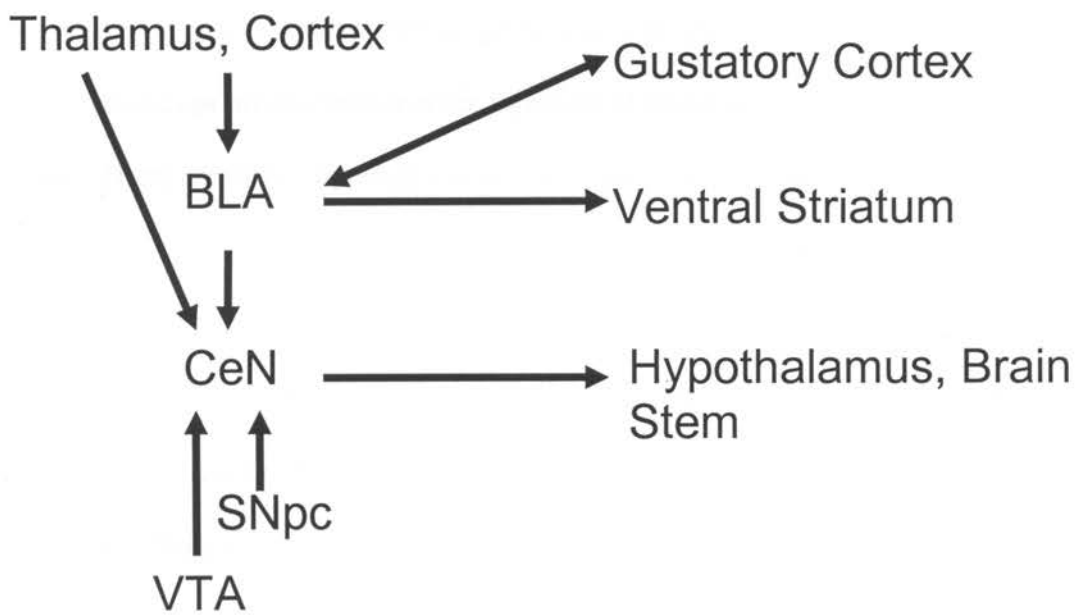 Thalamus, Cortex
Gustatory Cortex
BLA
Ventral Striatum
CeN
Hypothalamus, Brain
Stem
SNpc
VTA